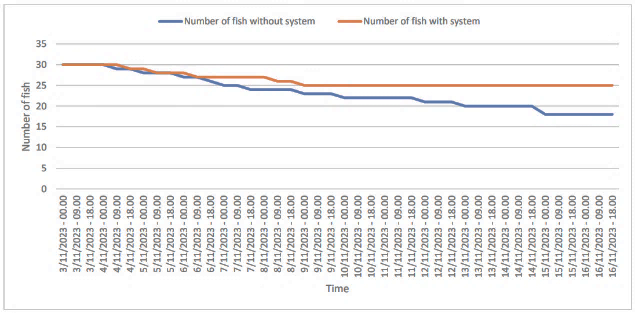 Number of fish without system
Number of fish with system
35
30
25
20
15
10
5
0
Number of fish
3/11/2023 - 00.00
3/11/2023 - 09.00
3/11/2023 - 18.00
4/11/2023 - 00.00
4/11/2023 - 09.00
4/11/2023 - 18.00
5/11/2023 - 00.00
5/11/2023 - 09.00
5/11/2023 - 18.00
6/11/2023 - 00.00
6/11/2023 - 09.00
6/11/2023 - 18.00
7/11/2023 - 00.00
7/11/2023 - 09.00
7/11/2023 - 18.00
8/11/2023 - 00.00
8/11/2023 - 09.00
8/11/2023 - 18.00
9/11/2023 - 00.00
9/11/2023 - 09.00
9/11/2023 - 18.00
10/11/2023 - 00.00
10/11/2023 - 09.00
10/11/2023 - 18.00
11/11/2023 - 00.00
11/11/2023 - 09.00
11/11/2023 - 18.00
12/11/2023 - 00.00
12/11/2023 - 09.00
12/11/2023 - 18.00
13/11/2023 - 00.00
13/11/2023 - 09.00
13/11/2023 - 18.00
14/11/2023 - 00.00
14/11/2023 - 09.00
14/11/2023 - 18.00
15/11/2023 - 00.00
15/11/2023 - 09.00
15/11/2023 - 18.00
16/11/2023 - 00.00
16/11/2023 - 09.00
16/11/2023 - 18.00
Time